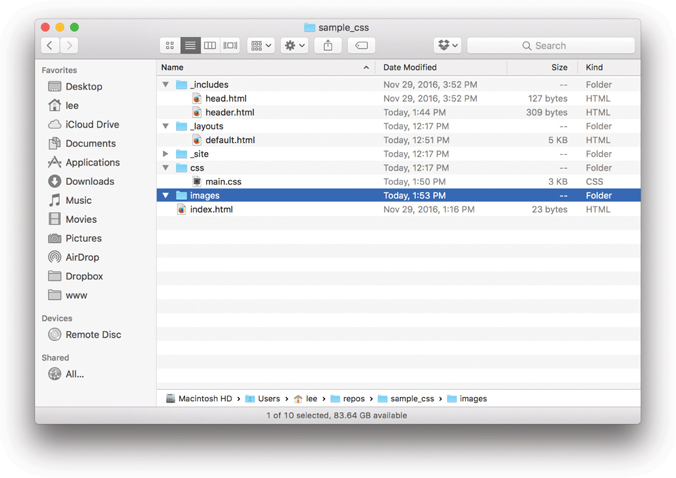 sample_css
Search
Favorites
Desktop
lee
iCloud Drive
Documents
Applications
Downloads
Music
Movies
Pictures
AirDrop
Dropbox
www
Devices
Remote Disc
Shared
All...
Name Date Modified Size Kind
_includes Nov 29, 2016, 3:52 PM -- Folder
head.html Nov 29, 2016, 3:52 PM 127 bytes HTML
header.html Today, 1:44 PM 309 bytes HTML
_layouts Today, 12:17 PM -- Folder
default.html Today, 12:51 PM 5 KB HTML
_site Today, 12:17 PM -- Folder
css Today, 12:17 PM -- Folder
main.css Today, 1:50 PM 3 KB CSS
images Today, 1:53 PM -- Folder
index.html Nov 29, 2016, 1:16 PM 23 bytes HTML
Macintosh HD › Users › lee › repos › sample_css › images
1 of 10 selected, 83.64 GB available